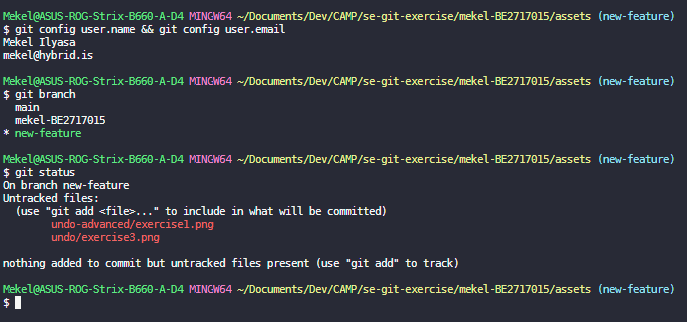 Mekel@ASUS-ROG-Strix-B660-A-D4 MINGW64 ~/Documents/Dev/CAMP/se-git-exercise/mekel-BE2717015/assets (new-feature)
$ git config user.name && git config user.email
Mekel Ilyasa
mekel@hybrid.is

Mekel@ASUS-ROG-Strix-B660-A-D4 MINGW64 ~/Documents/Dev/CAMP/se-git-exercise/mekel-BE2717015/assets (new-feature)
$ git branch
  main
  mekel-BE2717015
* new-feature

Mekel@ASUS-ROG-Strix-B660-A-D4 MINGW64 ~/Documents/Dev/CAMP/se-git-exercise/mekel-BE2717015/assets (new-feature)
$ git status
On branch new-feature
Untracked files:
  (use "git add <file>..." to include in what will be committed)
        undo-advanced/exercise1.png
        undo/exercise3.png

nothing added to commit but untracked files present (use "git add" to track)

Mekel@ASUS-ROG-Strix-B660-A-D4 MINGW64 ~/Documents/Dev/CAMP/se-git-exercise/mekel-BE2717015/assets (new-feature)
$